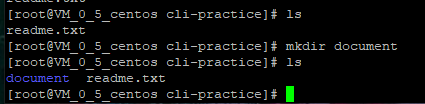 [root@VM_0_5_centos cli-practice]# ls
readme.txt
[root@VM_0_5_centos cli-practice]# mkdir document
[root@VM_0_5_centos cli-practice]# ls
document  readme.txt
[root@VM_0_5_centos cli-practice]#